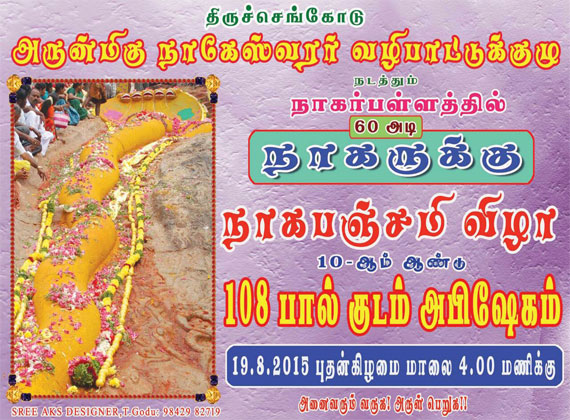 திருச்செங்கோடு
அருள்மிகு நாகேஸ்வரர் வழிபாட்டுக்குழு
நடத்தும்
நாகர்பள்ளத்தில்
60 அடி
நாகருக்கு
நாகபஞ்சமி விழா
10-ஆம் ஆண்டு
108 பால் குடம் அபிஷேகம்
19.8.2015 புதன்கிழமை மாலை 4.00 மணிக்கு
அனைவரும் வருக! அருள் பெறுக!!
SREE AKS DESIGNER,T.Godu: 98429 82719